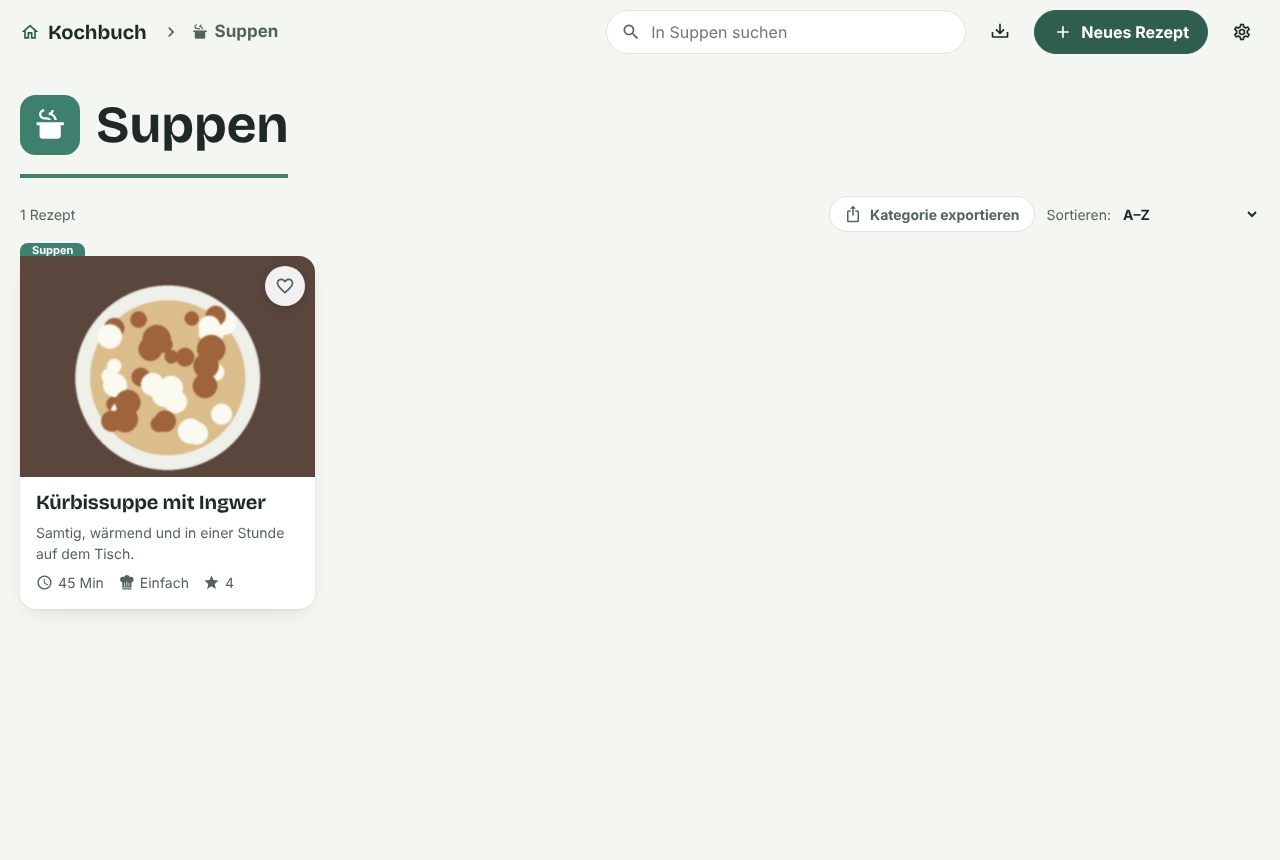 Kochbuch
Suppen
In Suppen suchen
Neues Rezept
Suppen
1 Rezept
Kategorie exportieren
Sortieren: A–Z
Suppen
Kürbissuppe mit Ingwer
Samtig, wärmend und in einer Stunde
auf dem Tisch.
45 Min Einfach 4